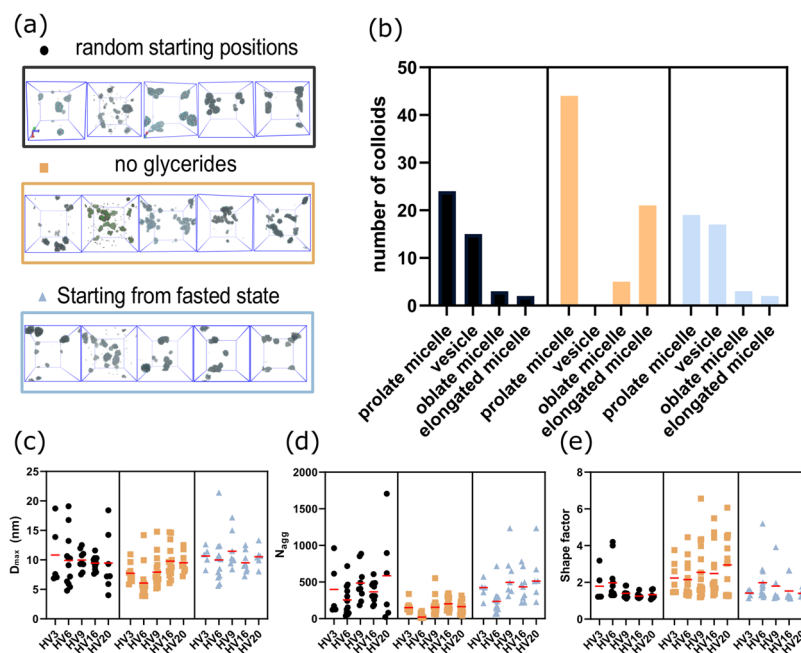 (a)
random starting positions
no glycerides
Starting from fasted state
(b)
50
40
30
20
10
0
number of colloids
prolate micelle
vesicle
oblate micelle
elongated micelle
prolate micelle
vesicle
oblate micelle
elongated micelle
prolate micelle
vesicle
oblate micelle
elongated micelle
(c)
25
20
15
10
5
0
Dmax (nm)
HV3 HV6 HV9 HV16 HV20 HV3 HV6 HV9 HV16 HV20 HV3 HV6 HV9 HV16 HV20
(d)
2000
1500
1000
500
0
Nagg
HV3 HV6 HV9 HV16 HV20 HV3 HV6 HV9 HV16 HV20 HV3 HV6 HV9 HV16 HV20
(e)
8
6
4
2
0
Shape factor
HV3 HV6 HV9 HV16 HV20 HV3 HV6 HV9 HV16 HV20 HV3 HV6 HV9 HV16 HV20